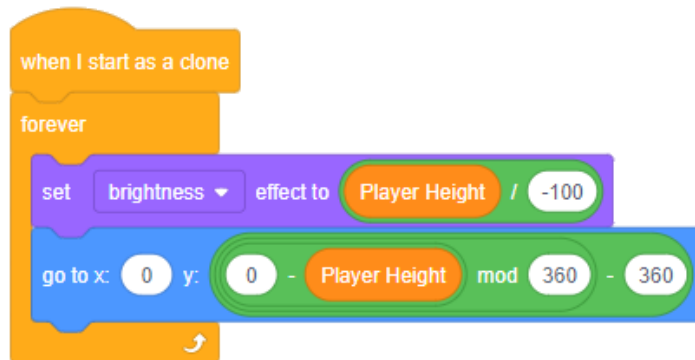 when I start as a clone
forever
set brightness effect to Player Height / -100
go to x: 0 y: 0 - Player Height mod 360 - 360